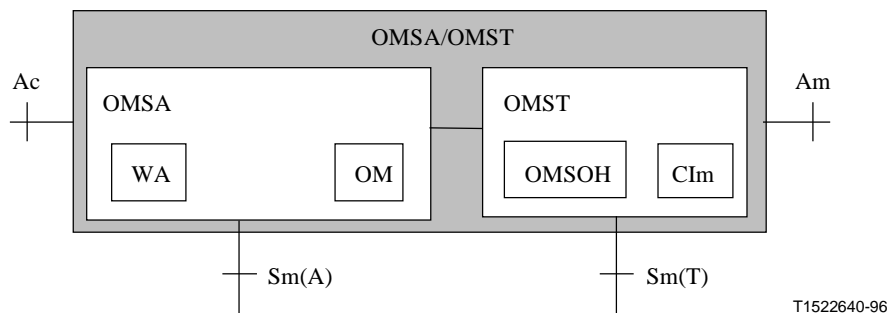 OMSA/OMST
Ac
Am
OMSA
OMST
WA
OM
OMSOH
CIm
Sm(A)
Sm(T)
T1522640-96